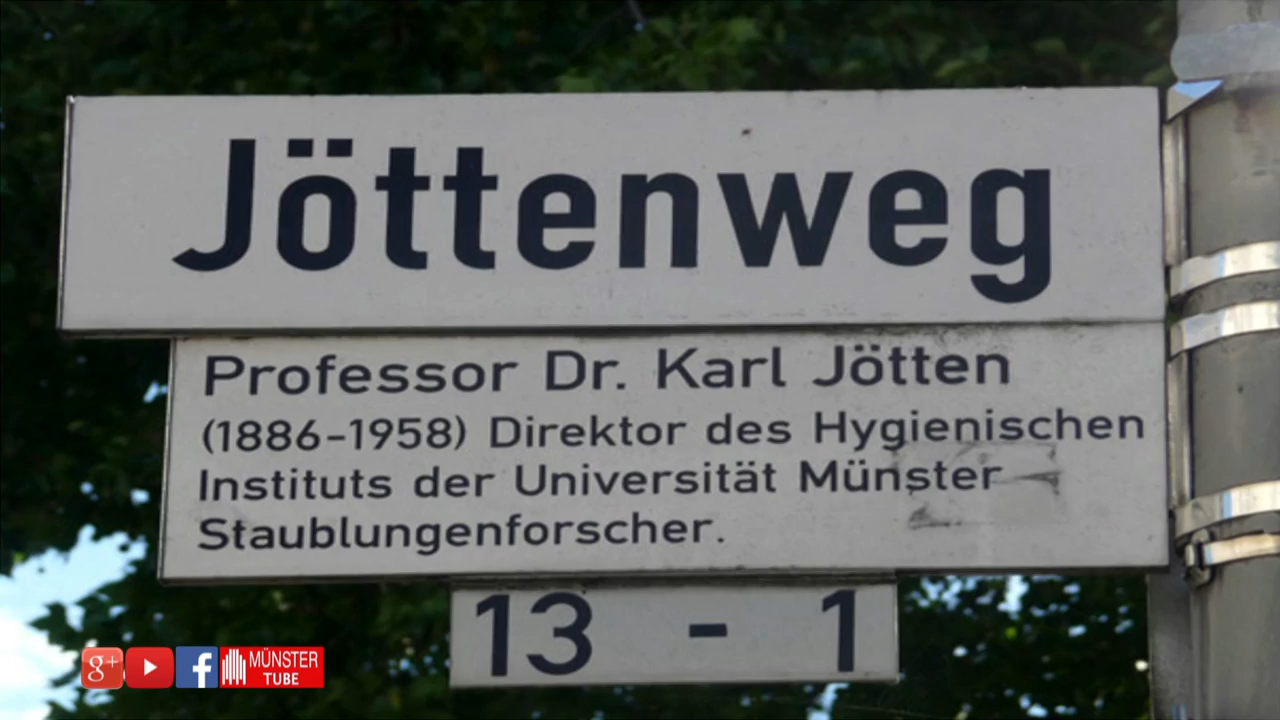 Jöttenweg
Professor Dr. Karl Jötten
(1886-1958) Direktor des Hygienischen
Instituts der Universität Münster
Staublungenforscher.
13 - 1
g+ f MÜNSTER
TUBE